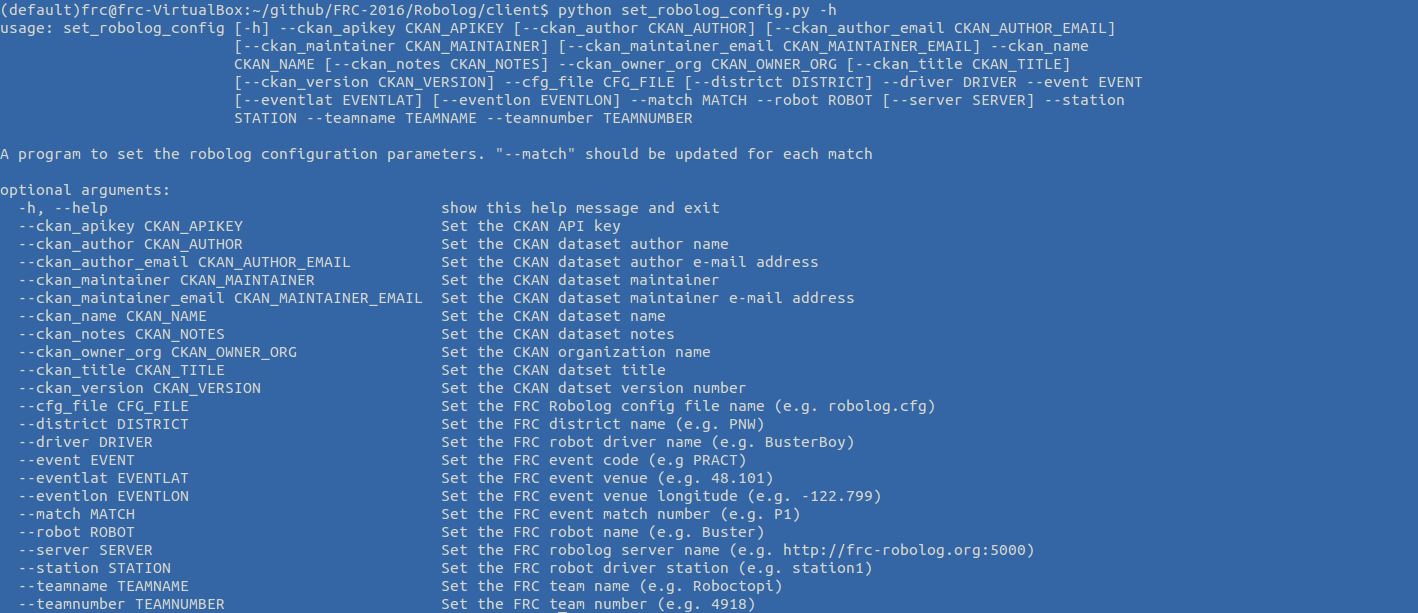 (default)frc@frc-VirtualBox:~/github/FRC-2016/Robolog/client$ python set_robolog_config.py -h
usage: set_robolog_config [-h] --ckan_apikey CKAN_APIKEY [--ckan_author CKAN_AUTHOR] [--ckan_author_email CKAN_AUTHOR_EMAIL]
[--ckan_maintainer CKAN_MAINTAINER] [--ckan_maintainer_email CKAN_MAINTAINER_EMAIL] --ckan_name
CKAN_NAME [--ckan_notes CKAN_NOTES] --ckan_owner_org CKAN_OWNER_ORG [--ckan_title CKAN_TITLE]
[--ckan_version CKAN_VERSION] --cfg_file CFG_FILE [--district DISTRICT] --driver DRIVER --event EVENT
[--eventlat EVENTLAT] [--eventlon EVENTLON] --match MATCH --robot ROBOT [--server SERVER] --station
STATION --teamname TEAMNAME --teamnumber TEAMNUMBER
A program to set the robolog configuration parameters. "--match" should be updated for each match
optional arguments:
-h, --help show this help message and exit
--ckan_apikey CKAN_APIKEY Set the CKAN API key
--ckan_author CKAN_AUTHOR Set the CKAN dataset author name
--ckan_author_email CKAN_AUTHOR_EMAIL Set the CKAN dataset author e-mail address
--ckan_maintainer CKAN_MAINTAINER Set the CKAN dataset maintainer
--ckan_maintainer_email CKAN_MAINTAINER_EMAIL Set the CKAN dataset maintainer e-mail address
--ckan_name CKAN_NAME Set the CKAN dataset name
--ckan_notes CKAN_NOTES Set the CKAN dataset notes
--ckan_owner_org CKAN_OWNER_ORG Set the CKAN organization name
--ckan_title CKAN_TITLE Set the CKAN datset title
--ckan_version CKAN_VERSION Set the CKAN datset version number
--cfg_file CFG_FILE Set the FRC Robolog config file name (e.g. robolog.cfg)
--district DISTRICT Set the FRC district name (e.g. PNW)
--driver DRIVER Set the FRC robot driver name (e.g. BusterBoy)
--event EVENT Set the FRC event code (e.g PRACT)
--eventlat EVENTLAT Set the FRC event venue (e.g. 48.101)
--eventlon EVENTLON Set the FRC event venue longitude (e.g. -122.799)
--match MATCH Set the FRC event match number (e.g. P1)
--robot ROBOT Set the FRC robot name (e.g. Buster)
--server SERVER Set the FRC robolog server name (e.g. http://frc-robolog.org:5000)
--station STATION Set the FRC robot driver station (e.g. station1)
--teamname TEAMNAME Set the FRC team name (e.g. Roboctopi)
--teamnumber TEAMNUMBER Set the FRC team number (e.g. 4918)